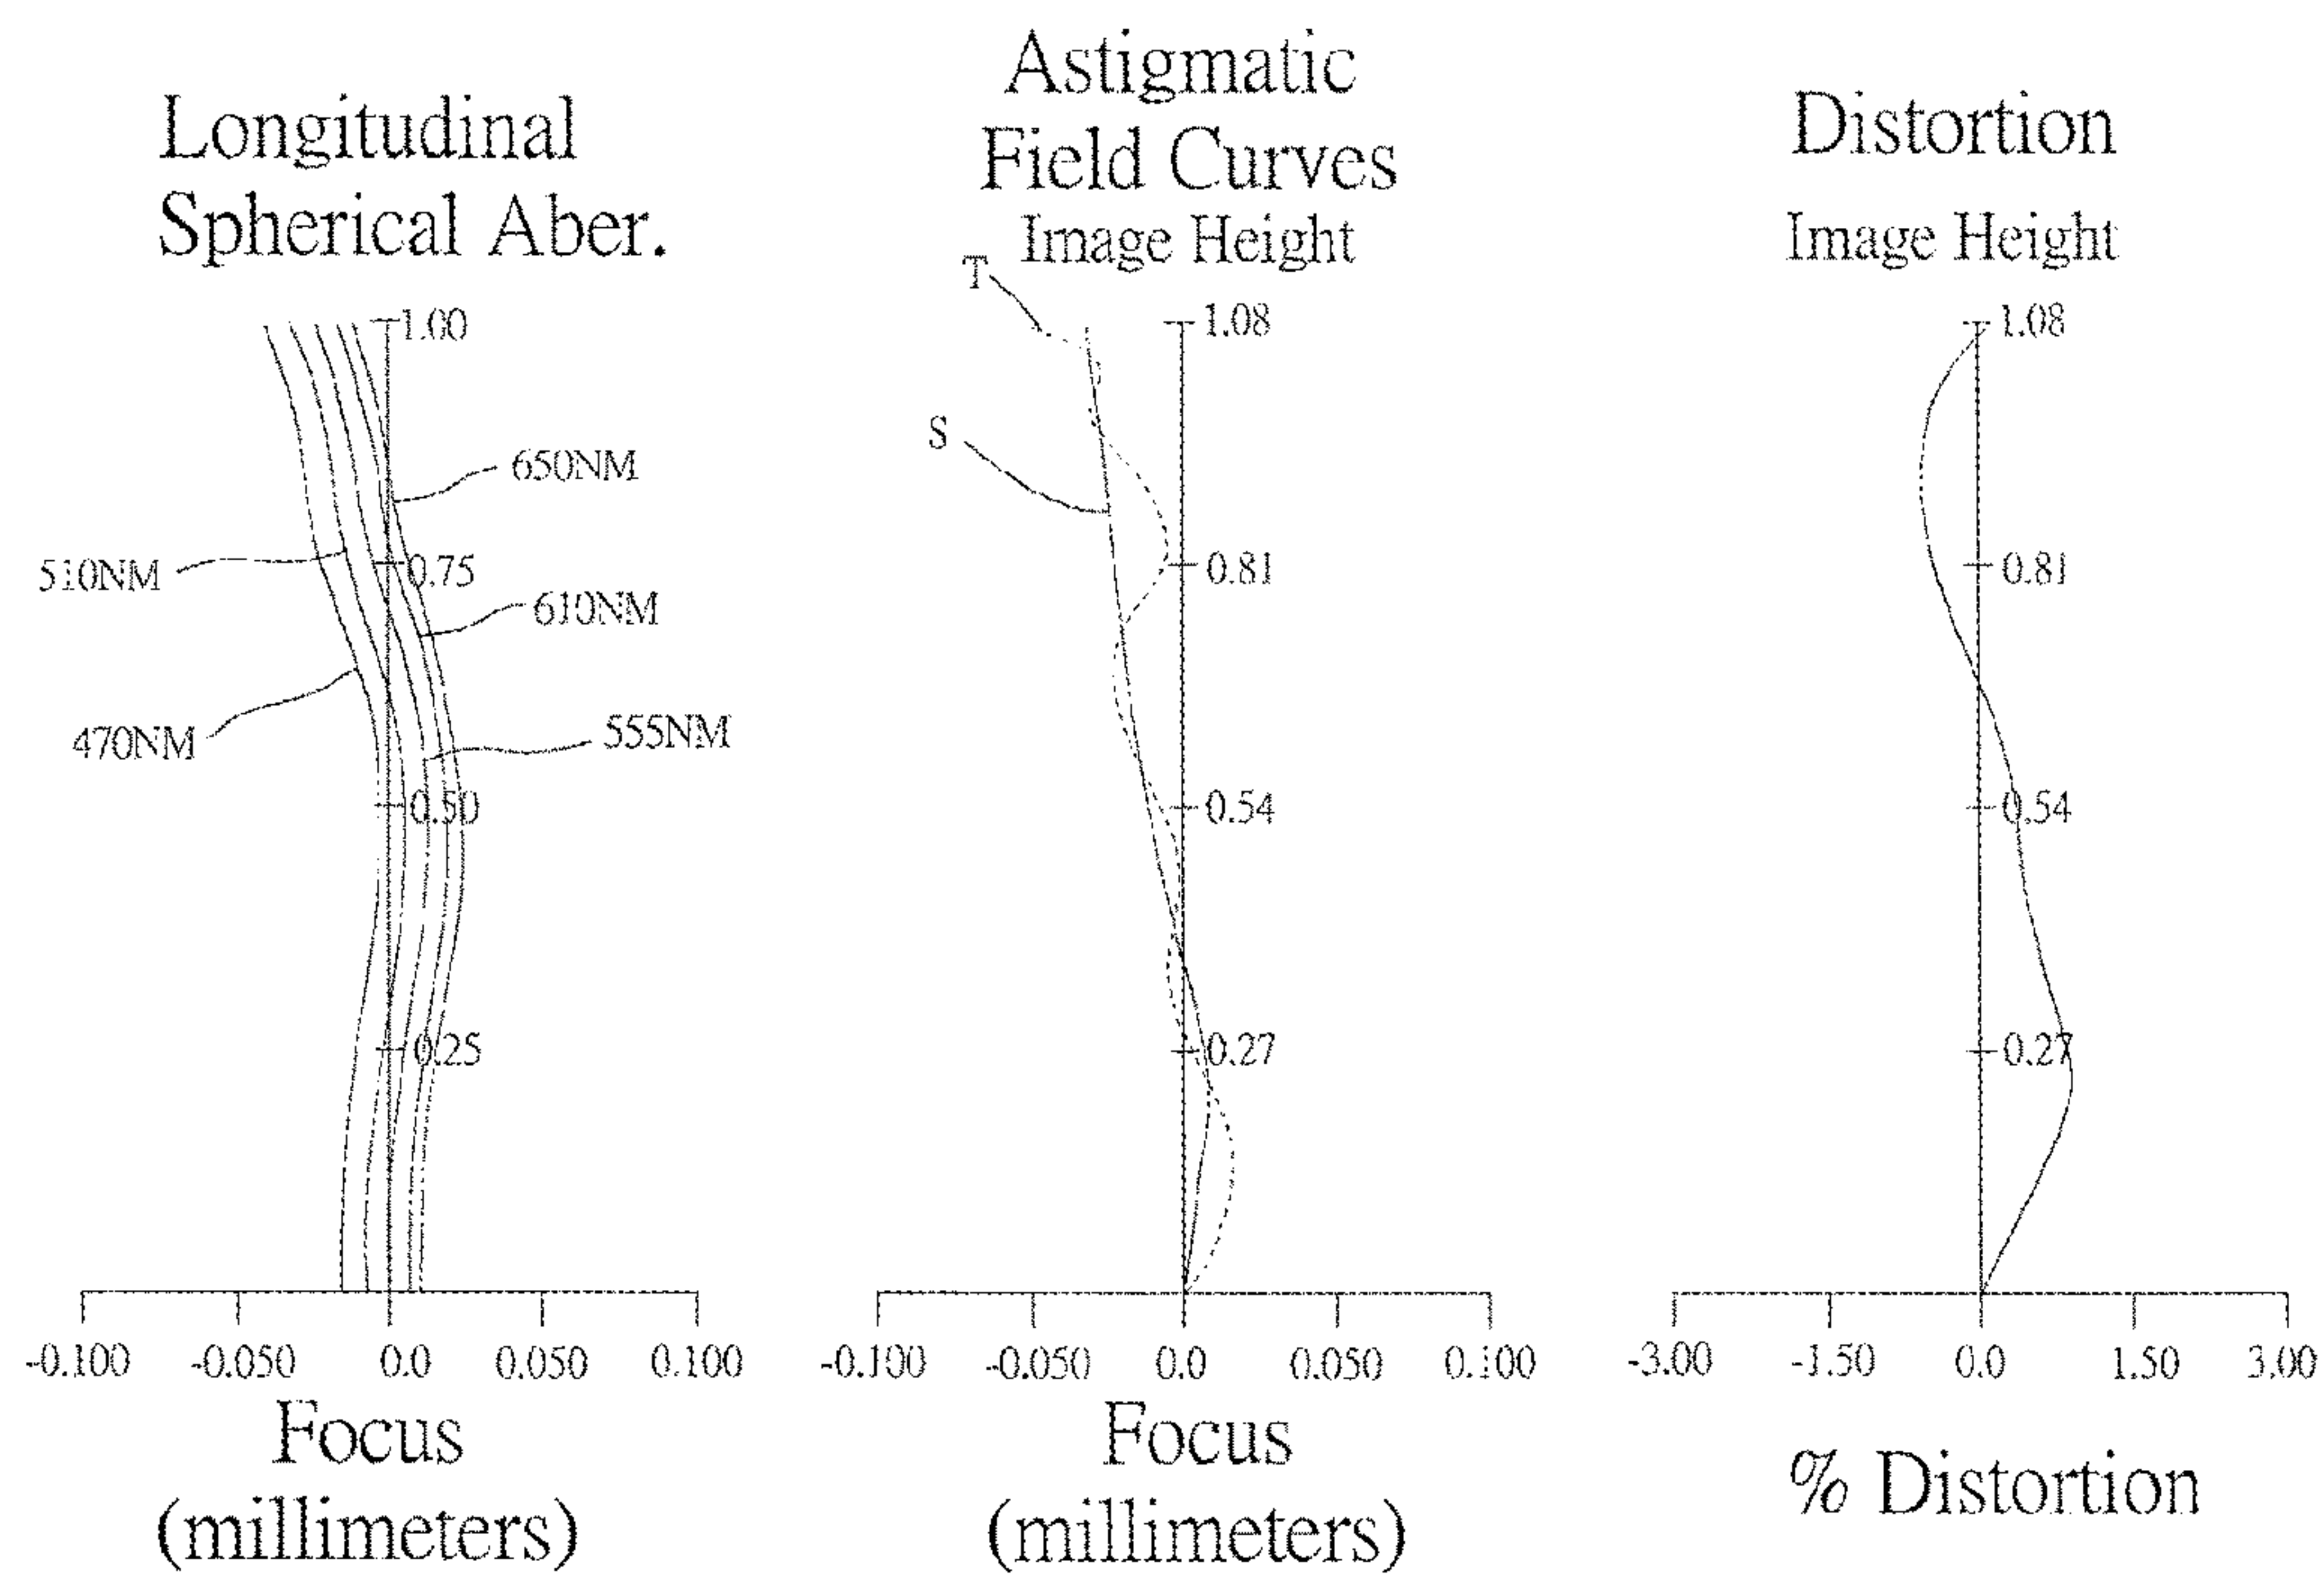 Longitudinal
Spherical Aber.
1.00
650NM
510NM
0.75
610NM
470NM
555NM
0.50
0.25
-0.100 -0.050 0.0 0.050 0.100
Focus
(millimeters)
Astigmatic
Field Curves
Image Height
T
1.08
S
0.81
0.54
0.27
-0.100 -0.050 0.0 0.050 0.100
Focus
(millimeters)
Distortion
Image Height
1.08
0.81
0.54
0.27
-3.00 -1.50 0.0 1.50 3.00
% Distortion